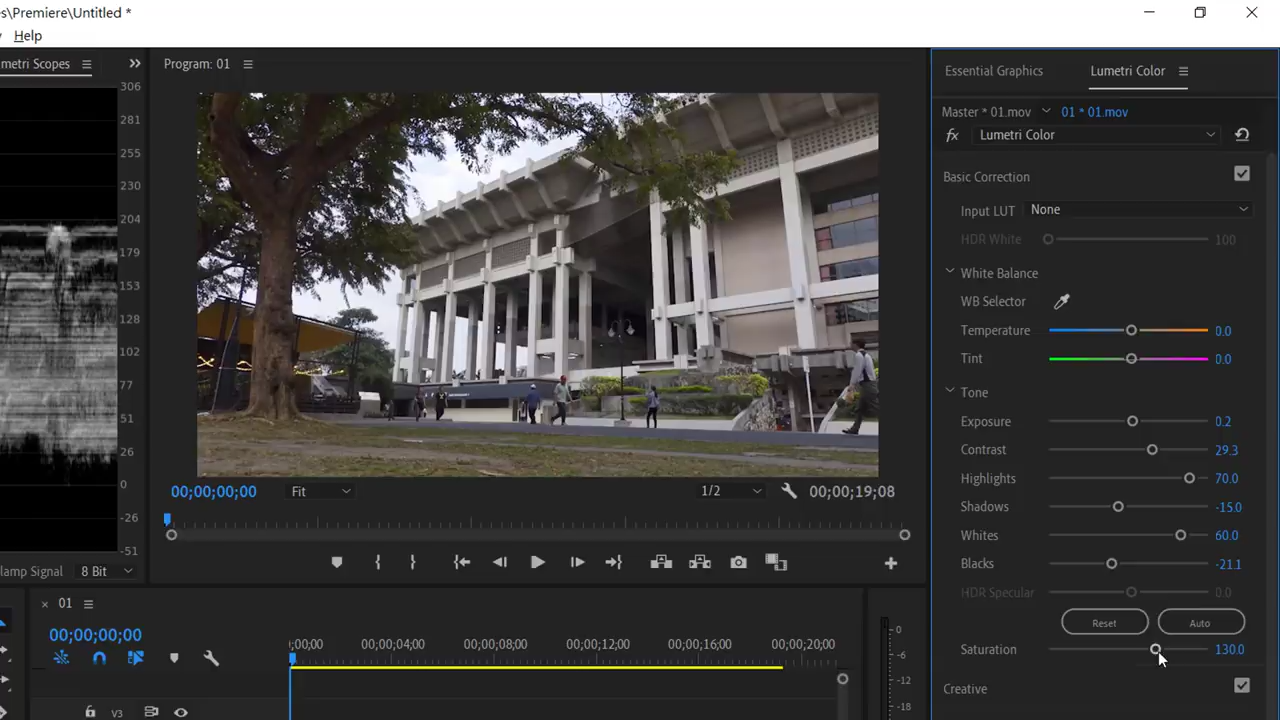 s\Premiere\Untitled *
Help
metri Scopes
Program: 01
Essential Graphics
Lumetri Color
Master * 01.mov
01 * 01.mov
fx
Lumetri Color
Basic Correction
Input LUT
None
HDR White
100
White Balance
WB Selector
Temperature
0.0
Tint
0.0
Tone
Exposure
0.2
Contrast
29.3
Highlights
70.0
Shadows
-15.0
Whites
60.0
Blacks
-21.1
HDR Specular
0.0
Reset
Auto
Saturation
130.0
Creative
306
281
255
230
204
179
153
128
102
77
51
26
0
-26
-51
lamp Signal
8 Bit
00;00;00;00
Fit
1/2
00;00;19;08
× 01
00;00;00;00
;00;00
00;00;04;00
00;00;08;00
00;00;12;00
00;00;16;00
00;00;20;00
V3
0
-6
-12
-18